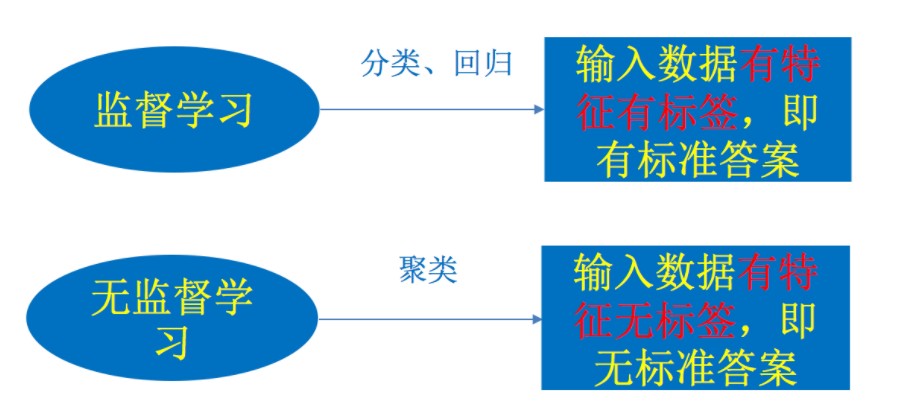 监督学习
分类、回归
输入数据有特
征有标签，即
有标准答案
无监督学
习
聚类
输入数据有特
征无标签，即
无标准答案